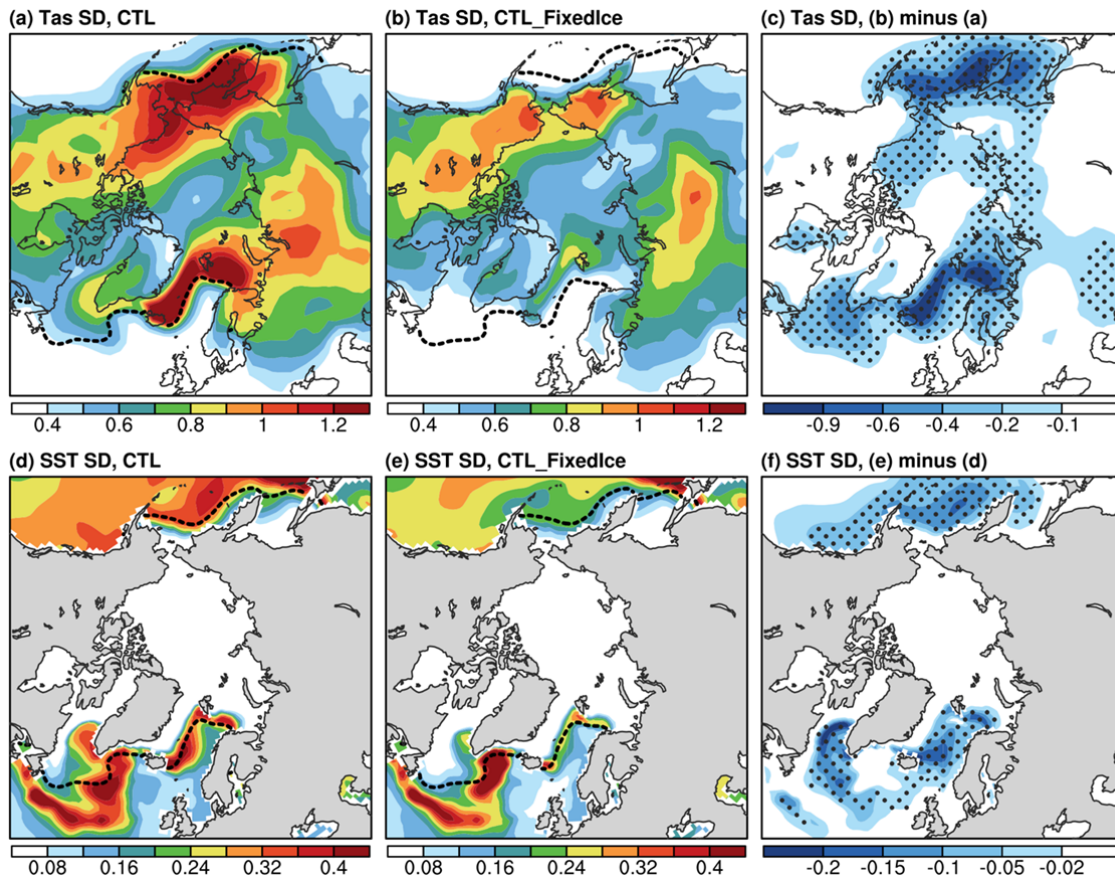 (a) Tas SD, CTL
(b) Tas SD, CTL_FixedIce
(c) Tas SD, (b) minus (a)
0.4 0.6 0.8 1 1.2
0.4 0.6 0.8 1 1.2
-0.9 -0.4 -0.2 -0.1
(d) SST SD, CTL
(e) SST SD, CTL_FixedIce
(f) SST SD, (e) minus (d)
0.08 0.16 0.24 0.32 0.4
0.08 0.16 0.24 0.32 0.4
-0.2 -0.15 -0.1 -0.05 -0.02